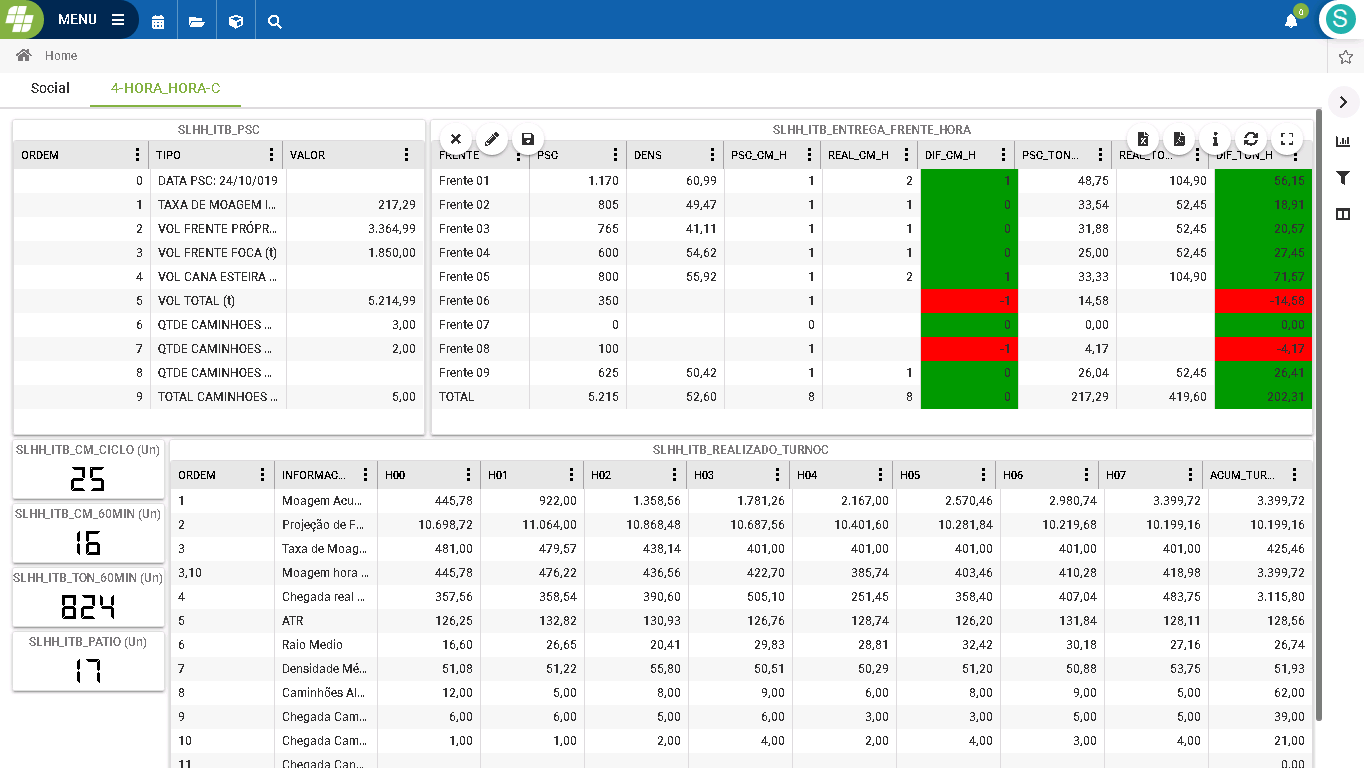 MENU
0
S
Home
Social 4-HORA_HORA-C
SLHH_ITB_PSC
ORDEM TIPO VALOR
0 DATA PSC: 24/10/019
1 TAXA DE MOAGEM I... 217,29
2 VOL FRENTE PRÓPR... 3.364,99
3 VOL FRENTE FOCA (t) 1.850,00
4 VOL CANA ESTEIRA ...
5 VOL TOTAL (t) 5.214,99
6 QTDE CAMINHOES ... 3,00
7 QTDE CAMINHOES ... 2,00
8 QTDE CAMINHOES ...
9 TOTAL CAMINHOES ... 5,00
SLHH_ITB_ENTREGA_FRENTE_HORA
FRENTE PSC DENS PSC_CM_H REAL_CM_H DIF_CM_H PSC_TON... REAL_TO... DIF_TON_H
Frente 01 1.170 60,99 1 2 1 48,75 104,90 56,15
Frente 02 805 49,47 1 1 0 33,54 52,45 18,91
Frente 03 765 41,11 1 1 0 31,88 52,45 20,57
Frente 04 600 54,62 1 1 0 25,00 52,45 27,45
Frente 05 800 55,92 1 2 1 33,33 104,90 71,57
Frente 06 350 1 -1 14,58 -14,58
Frente 07 0 0 0 0,00 0,00
Frente 08 100 1 -1 4,17 -4,17
Frente 09 625 50,42 1 1 0 26,04 52,45 26,41
TOTAL 5.215 52,60 8 8 0 217,29 419,60 202,31
SLHH_ITB_CM_CICLO (Un)
25
SLHH_ITB_CM_60MIN (Un)
16
SLHH_ITB_TON_60MIN (Un)
824
SLHH_ITB_PATIO (Un)
17
SLHH_ITB_REALIZADO_TURNOC
ORDEM INFORMAC... H00 H01 H02 H03 H04 H05 H06 H07 ACUM_TUR...
1 Moagem Acu... 445,78 922,00 1.358,56 1.781,26 2.167,00 2.570,46 2.980,74 3.399,72 3.399,72
2 Projeção de F... 10.698,72 11.064,00 10.868,48 10.687,56 10.401,60 10.281,84 10.219,68 10.199,16 10.199,16
3 Taxa de Moag... 481,00 479,57 438,14 401,00 401,00 401,00 401,00 401,00 425,46
3,10 Moagem hora ... 445,78 476,22 436,56 422,70 385,74 403,46 410,28 418,98 3.399,72
4 Chegada real ... 357,56 358,54 390,60 505,10 251,45 358,40 407,04 483,75 3.115,80
5 ATR 126,25 132,82 130,93 126,76 128,74 126,20 131,84 128,11 128,56
6 Raio Medio 16,60 26,65 20,41 29,83 28,81 32,42 30,18 27,16 26,74
7 Densidade Mé... 51,08 51,22 55,80 50,51 50,29 51,20 50,88 53,75 51,93
8 Caminhões Al... 12,00 5,00 8,00 9,00 6,00 8,00 9,00 5,00 62,00
9 Chegada Cam... 6,00 6,00 5,00 6,00 3,00 3,00 5,00 5,00 39,00
10 Chegada Cam... 1,00 1,00 2,00 4,00 2,00 4,00 3,00 4,00 21,00
11 Chegada Can... 0,00